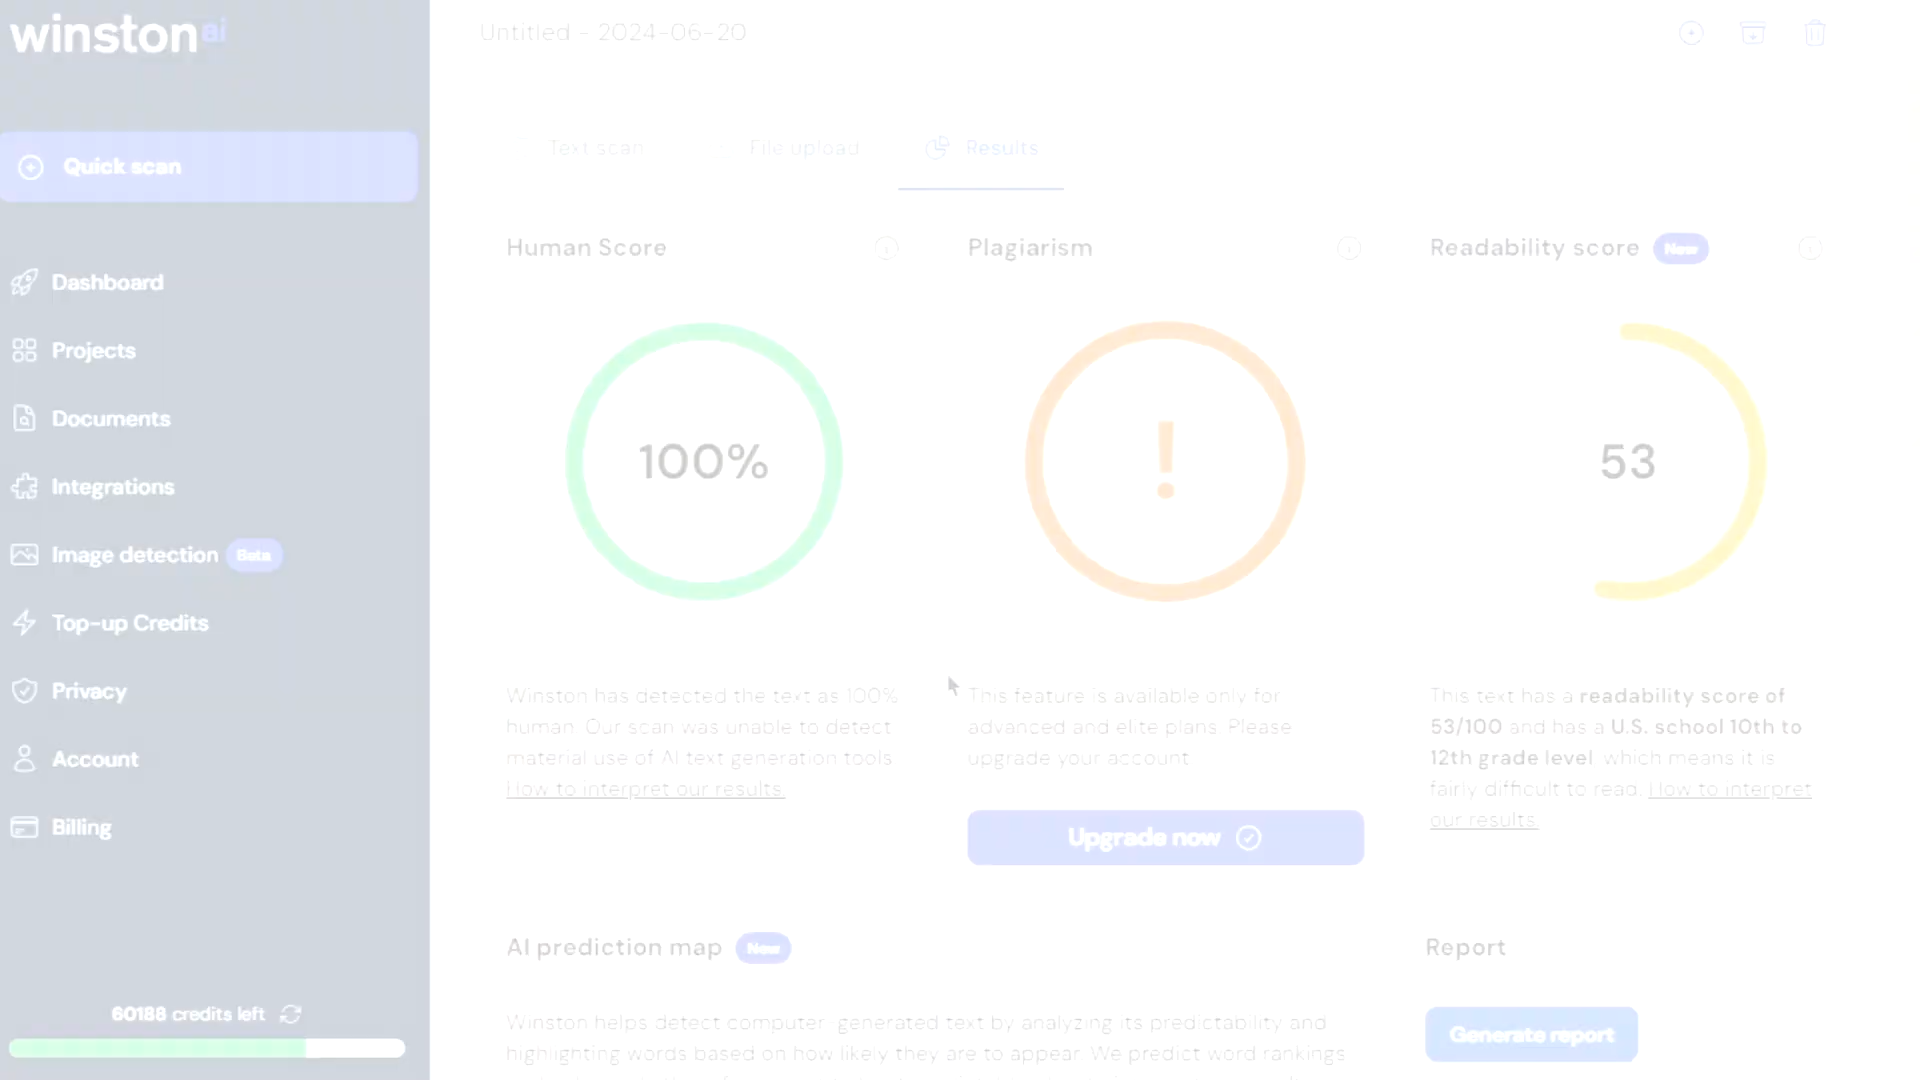 winston ai
Untitled - 2024-06-20
Quick scan
Text scan
File upload
Results
Dashboard
Projects
Documents
Integrations
Image detection Beta
Top-up Credits
Privacy
Account
Billing
60188 credits left
Human Score
100%
Winston has detected the text as 100%
human. Our scan was unable to detect
material use of AI text generation tools.
How to interpret our results.
Plagiarism
!
This feature is available only for
advanced and elite plans. Please
upgrade your account
Upgrade now
Readability score New
53
This text has a readability score of
53/100 and has a U.S. school 10th to
12th grade level, which means it is
fairly difficult to read. How to interpret
our results.
AI prediction map New
Winston helps detect computer-generated text by analyzing its predictability and
highlighting words based on how likely they are to appear. We predict word rankings
Report
Generate report